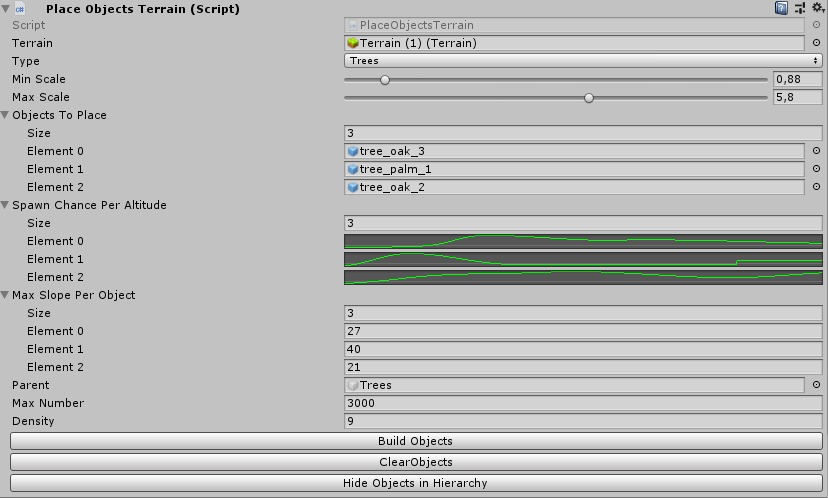 Place Objects Terrain (Script)
Script PlaceObjectsTerrain
Terrain Terrain (1) (Terrain)
Type Trees
Min Scale 0,88
Max Scale 5,8
Objects To Place
Size 3
Element 0 tree_oak_3
Element 1 tree_palm_1
Element 2 tree_oak_2
Spawn Chance Per Altitude
Size 3
Element 0
Element 1
Element 2
Max Slope Per Object
Size 3
Element 0 27
Element 1 40
Element 2 21
Parent Trees
Max Number 3000
Density 9
Build Objects
ClearObjects
Hide Objects in Hierarchy